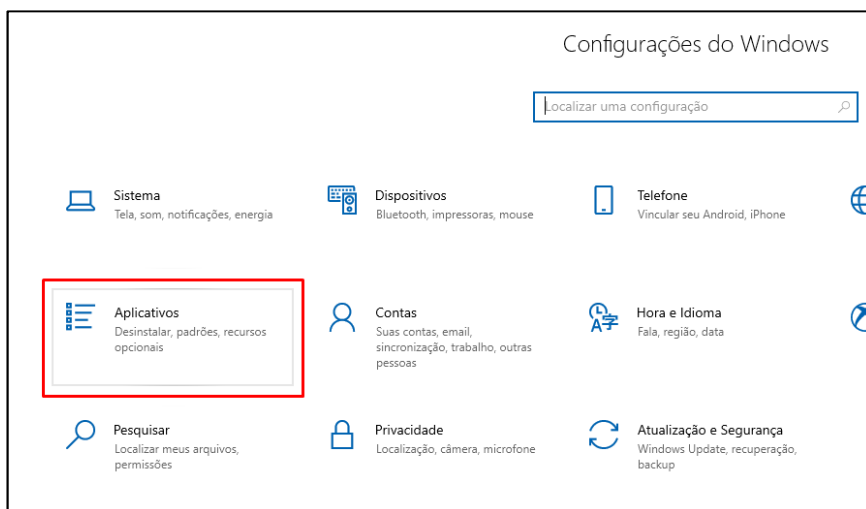 Configurações do Windows
Localizar uma configuração
Sistema
Tela, som, notificações, energia
Dispositivos
Bluetooth, impressoras, mouse
Telefone
Vincular seu Android, iPhone
Aplicativos
Desinstalar, padrões, recursos
opcionais
Contas
Suas contas, email,
sincronização, trabalho, outras
pessoas
Hora e Idioma
Fala, região, data
Pesquisar
Localizar meus arquivos,
permissões
Privacidade
Localização, câmera, microfone
Atualização e Segurança
Windows Update, recuperação,
backup